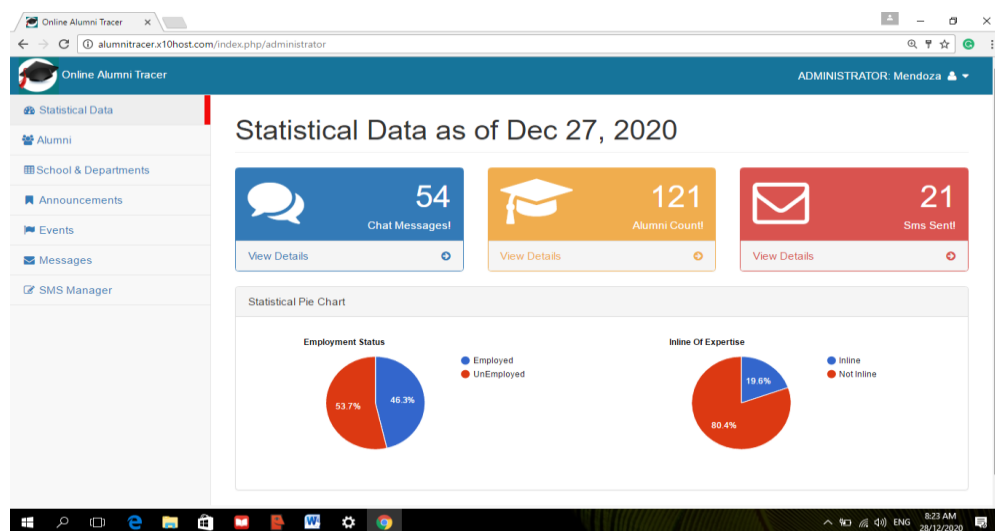 Online Alumni Tracer
alumnitracer.x10host.com/index.php/administrator
Online Alumni Tracer
ADMINISTRATOR: Mendoza
Statistical Data
Alumni
School & Departments
Announcements
Events
Messages
SMS Manager
Statistical Data as of Dec 27, 2020
54
Chat Messages!
View Details
121
Alumni Count!
View Details
21
Sms Sent!
View Details
Statistical Pie Chart
Employment Status
Employed
UnEmployed
53.7%
46.3%
Inline Of Expertise
Inline
Not Inline
19.6%
80.4%
ENG
8:23 AM
28/12/2020